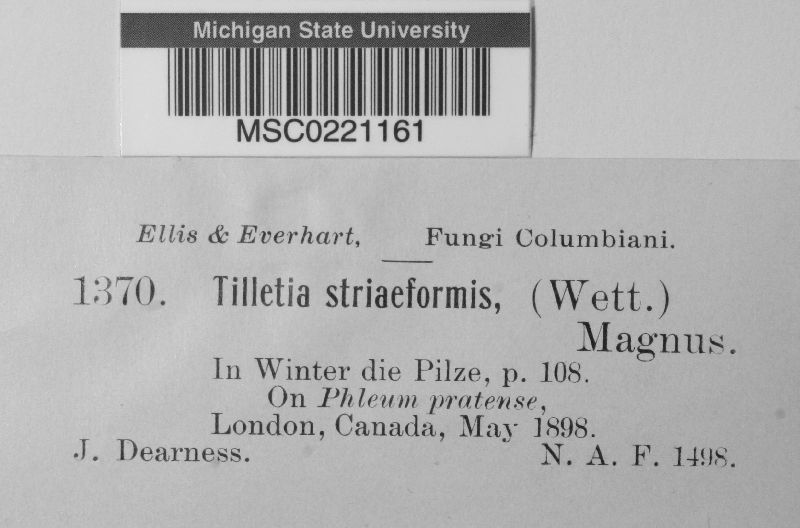 Michigan State University
MSC0221161
Ellis & Everhart, Fungi Columbiani.
1370. Tilletia striaeformis, (Wett.)
Magnus.
In Winter die Pilze, p. 108.
On Phleum pratense,
London, Canada, May 1898.
J. Dearness. N. A. F. 1498.